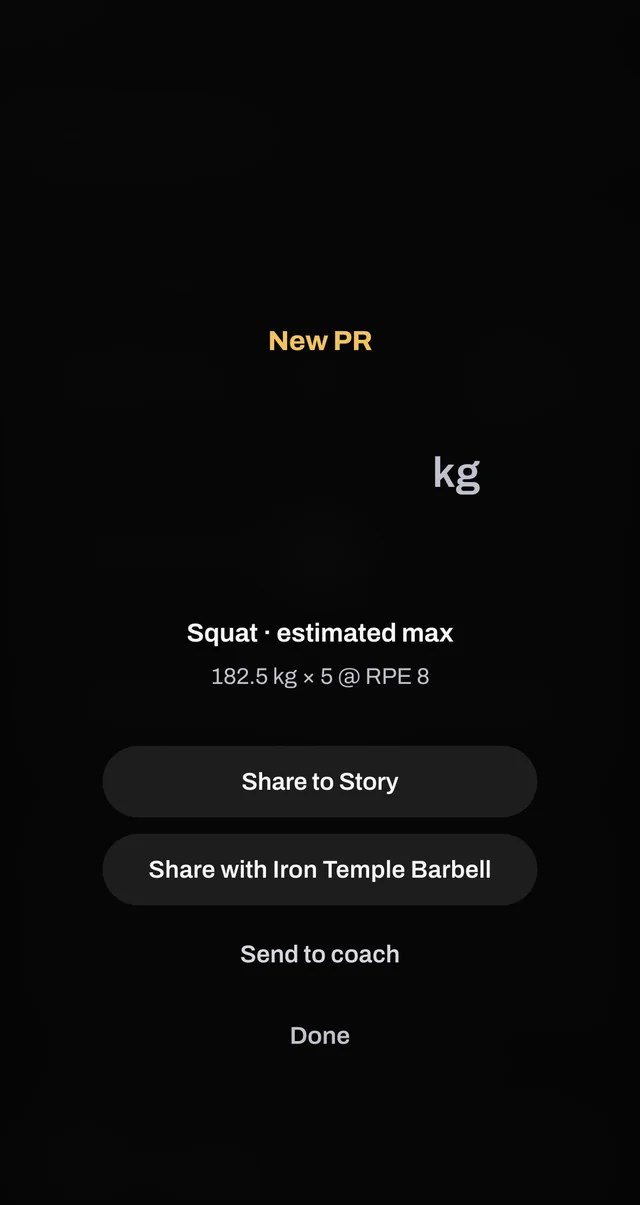 New PR
kg
Squat · estimated max
182.5 kg × 5 @ RPE 8
Share to Story
Share with Iron Temple Barbell
Send to coach
Done